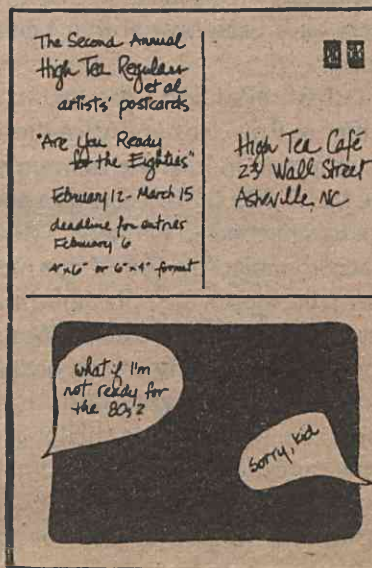 The Second Annual
High Tea Regulars
et al
artists' postcards
"Are You Ready
for the Eighties"
February 12 - March 15
deadline for entries
February 6
4"x6" or 6"x4" format
High Tea Café
Wall Street
Asheville, NC
what if I'm
not ready for
the 80s?
sorry, kid